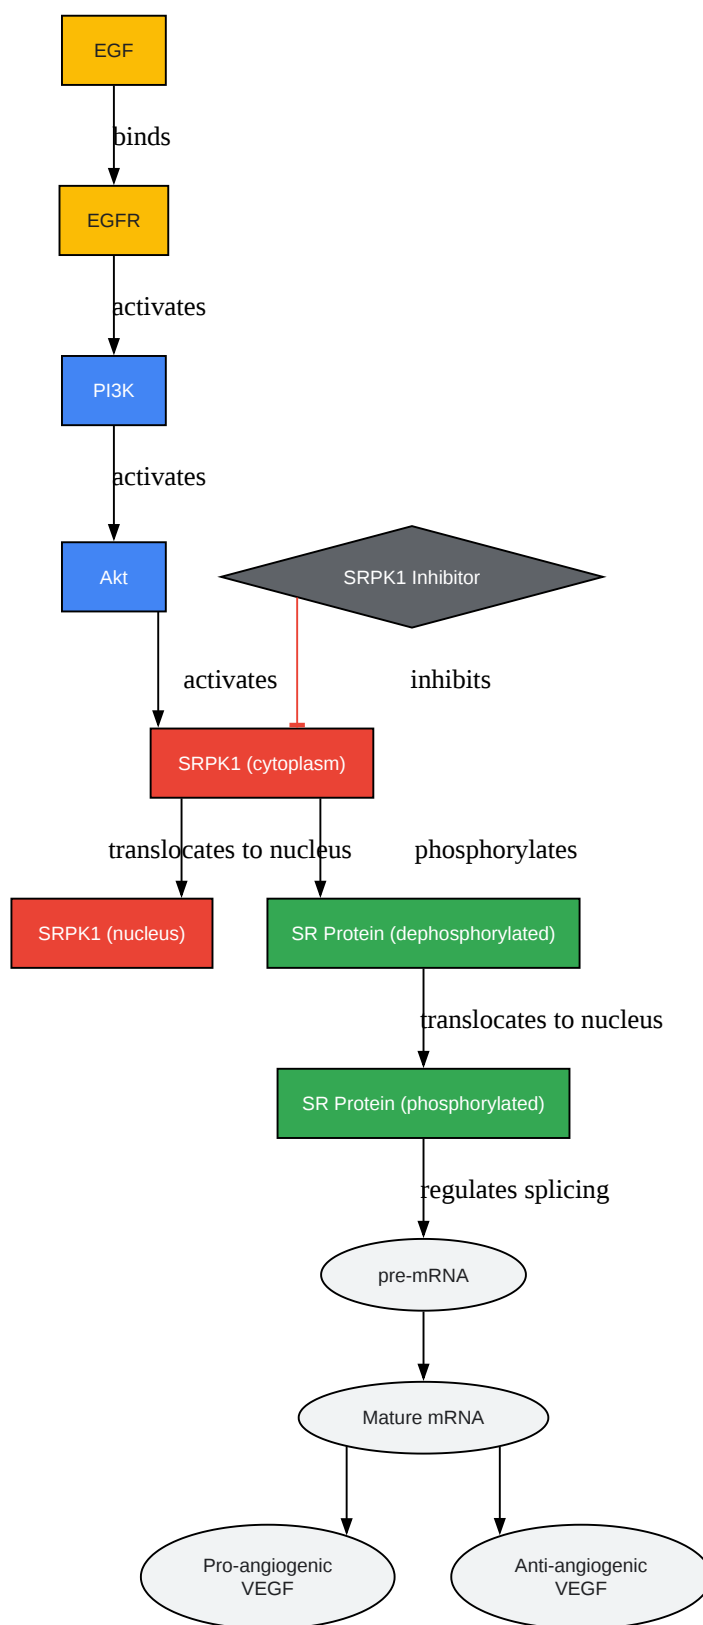 EGF
binds
EGFR
activates
PI3K
activates
Akt
SRPK1 Inhibitor
activates
inhibits
SRPK1 (cytoplasm)
translocates to nucleus
phosphorylates
SRPK1 (nucleus)
SR Protein (dephosphorylated)
translocates to nucleus
SR Protein (phosphorylated)
regulates splicing
pre-mRNA
Mature mRNA
Pro-angiogenic
VEGF
Anti-angiogenic
VEGF